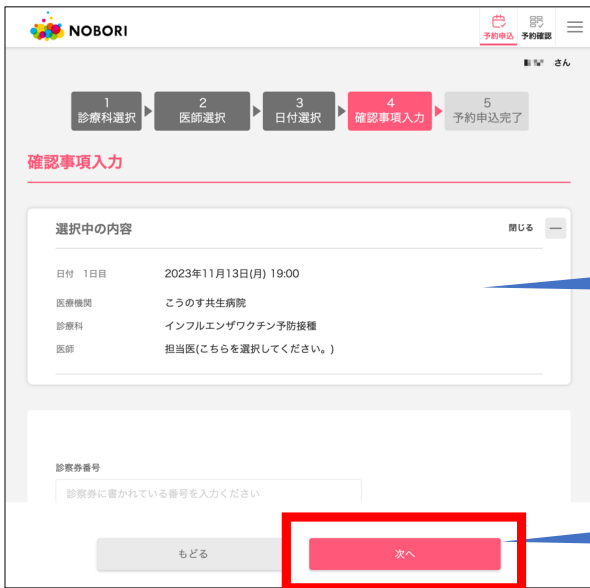 NOBORI
予約申込 予約確認
さん
1 2 3 4 5
診療科選択 医師選択 日付選択 確認事項入力 予約申込完了
確認事項入力
選択中の内容 閉じる
日付 1日目 2023年11月13日(月) 19:00
医療機関 こうのす共生病院
診療科 インフルエンザワクチン予防接種
医師 担当医(こちらを選択してください。)
診察券番号
診察券に書かれている番号を入力ください
もどる 次へ